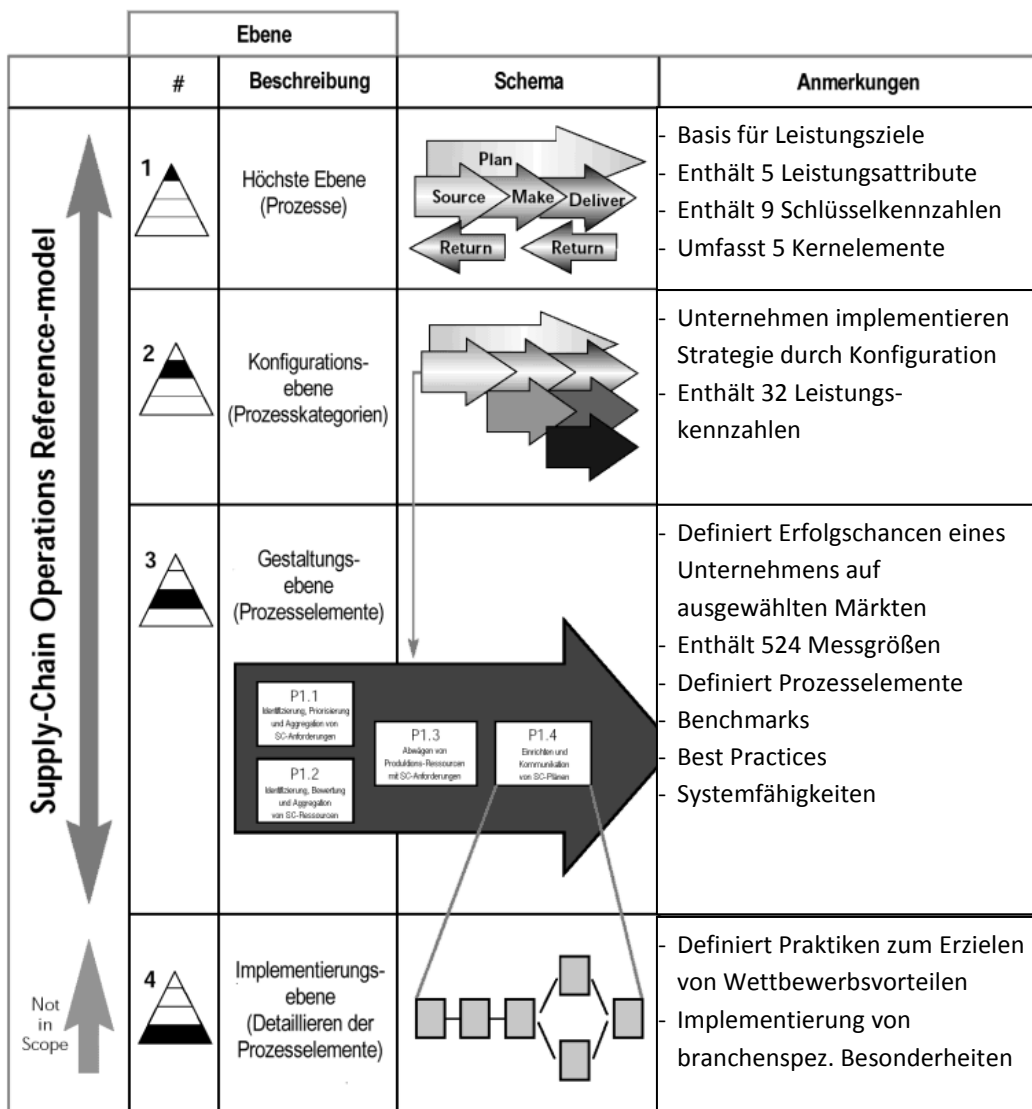 Ebene
#
Beschreibung
Schema
Anmerkungen
Supply-Chain Operations Reference-model
1
Höchste Ebene
(Prozesse)
Plan
Source
Make
Deliver
Return
Return
- Basis für Leistungsziele
- Enthält 5 Leistungsattribute
- Enthält 9 Schlüsselkennzahlen
- Umfasst 5 Kernelemente
2
Konfigurations-
ebene
(Prozesskategorien)
- Unternehmen implementieren
Strategie durch Konfiguration
- Enthält 32 Leistungs-
kennzahlen
3
Gestaltungs-
ebene
(Prozesselemente)
P1.1
Identifizierung, Priorisierung
und Aggregation von
SC-Anforderungen
P1.2
Identifizierung, Bewertung
und Aggregation
von SC-Ressourcen
P1.3
Abwägen von
Produktions-Ressourcen
mit SC-Anforderungen
P1.4
Einrichten und
Kommunikation
von SC-Plänen
- Definiert Erfolgschancen eines
Unternehmens auf
ausgewählten Märkten
- Enthält 524 Messgrößen
- Definiert Prozesselemente
- Benchmarks
- Best Practices
- Systemfähigkeiten
Not
in
Scope
4
Implementierungs-
ebene
(Detaillieren der
Prozesselemente)
- Definiert Praktiken zum Erzielen
von Wettbewerbsvorteilen
- Implementierung von
branchenspez. Besonderheiten